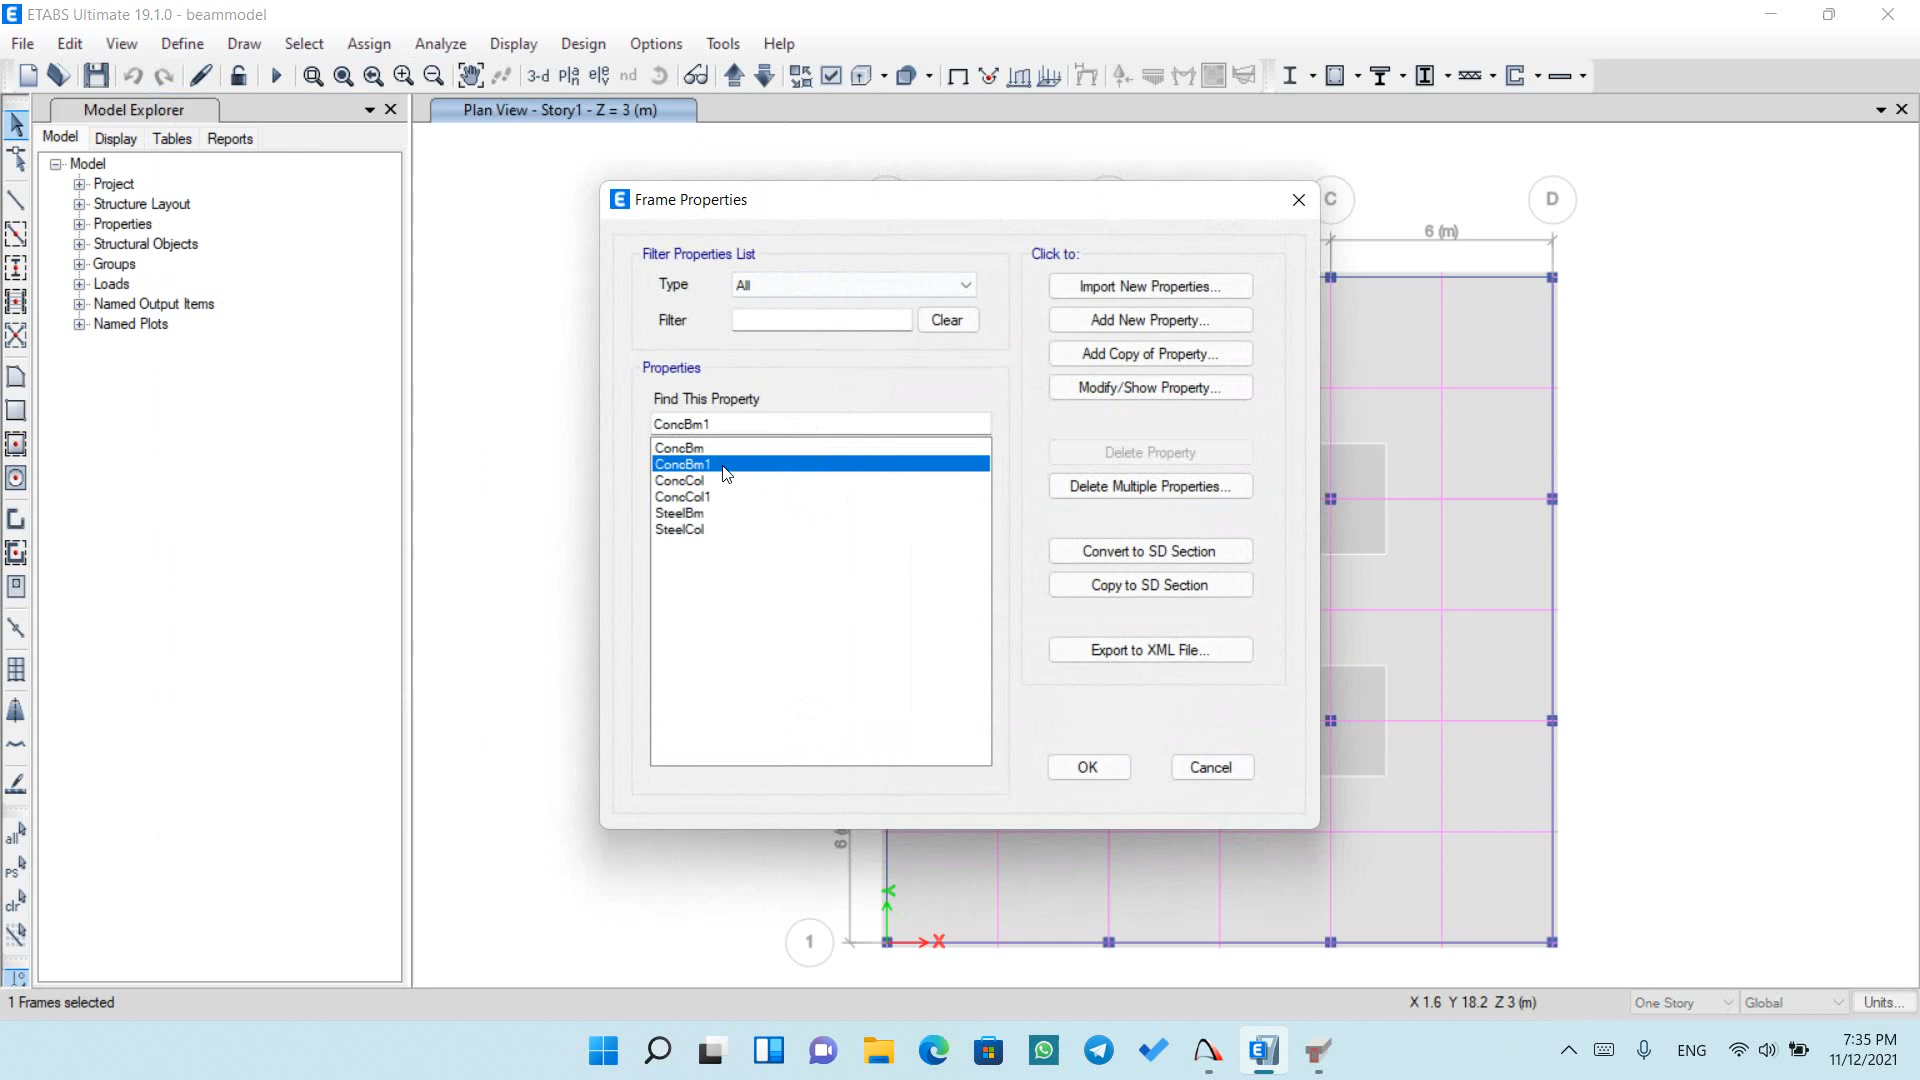 ETABS Ultimate 19.1.0 - beammodel
File Edit View Define Draw Select Assign Analyze Display Design Options Tools Help
3-d nd
Model Explorer
Plan View - Story1 - Z = 3 (m)
Model Display Tables Reports
Model
Project
Structure Layout
Properties
Structural Objects
Groups
Loads
Named Output Items
Named Plots
Frame Properties
Filter Properties List
Type All
Filter Clear
Properties
Find This Property
ConcBm1
ConcBm
ConcBm1
ConcCol
ConcCol1
SteelBm
SteelCol
Click to:
Import New Properties...
Add New Property...
Add Copy of Property...
Modify/Show Property...
Delete Property
Delete Multiple Properties...
Convert to SD Section
Copy to SD Section
Export to XML File...
OK Cancel
C D
6 (m)
1
X
Y
all
PS
clr
1 Frames selected
X 1.6 Y 18.2 Z 3 (m)
One Story Global Units...
ENG
7:35 PM
11/12/2021